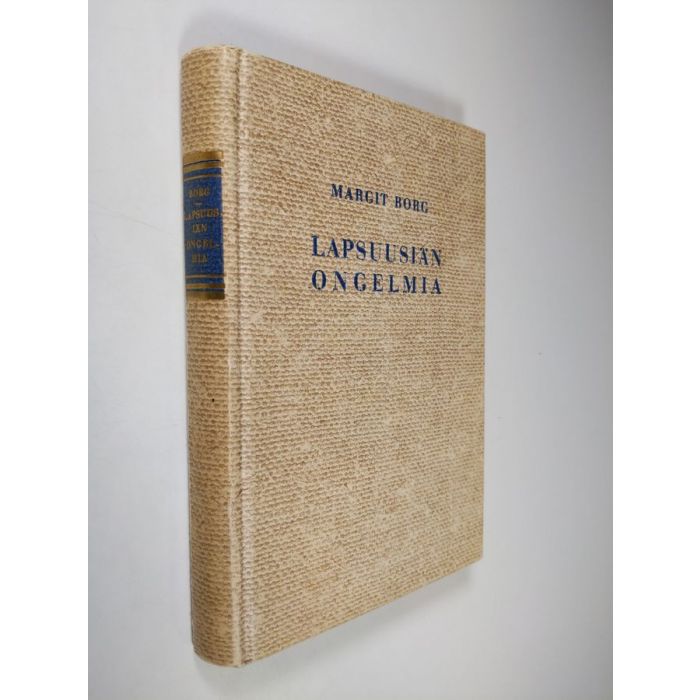 MARGIT BORG
LAPSUUSIÄN
ONGELMIA
BORG
LAPSUUS
IÄN
ONGEL-
MIA